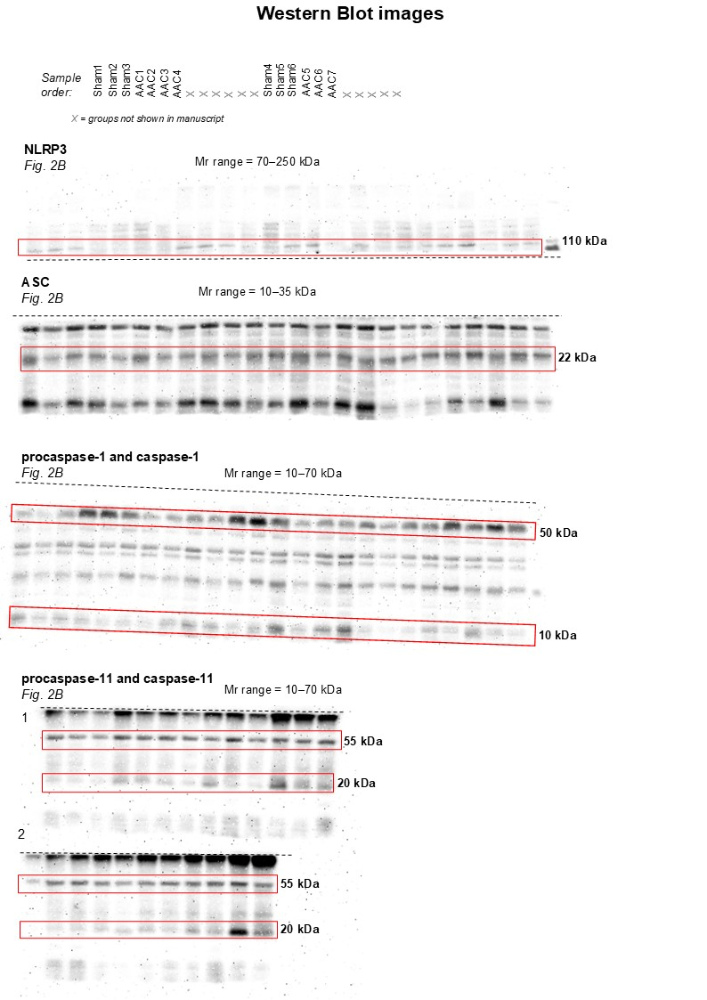 Western Blot images
Sample order: Sham1 Sham2 Sham3 AAC1 AAC2 AAC3 AAC4 X X X X X X Sham4 Sham5 Sham6 AAC5 AAC6 AAC7 X X X X X
X = groups not shown in manuscript
NLRP3
Fig. 2B
Mr range = 70–250 kDa
110 kDa
ASC
Fig. 2B
Mr range = 10–35 kDa
22 kDa
procaspase-1 and caspase-1
Fig. 2B
Mr range = 10–70 kDa
50 kDa
10 kDa
procaspase-11 and caspase-11
Fig. 2B
Mr range = 10–70 kDa
1
55 kDa
20 kDa
2
55 kDa
20 kDa